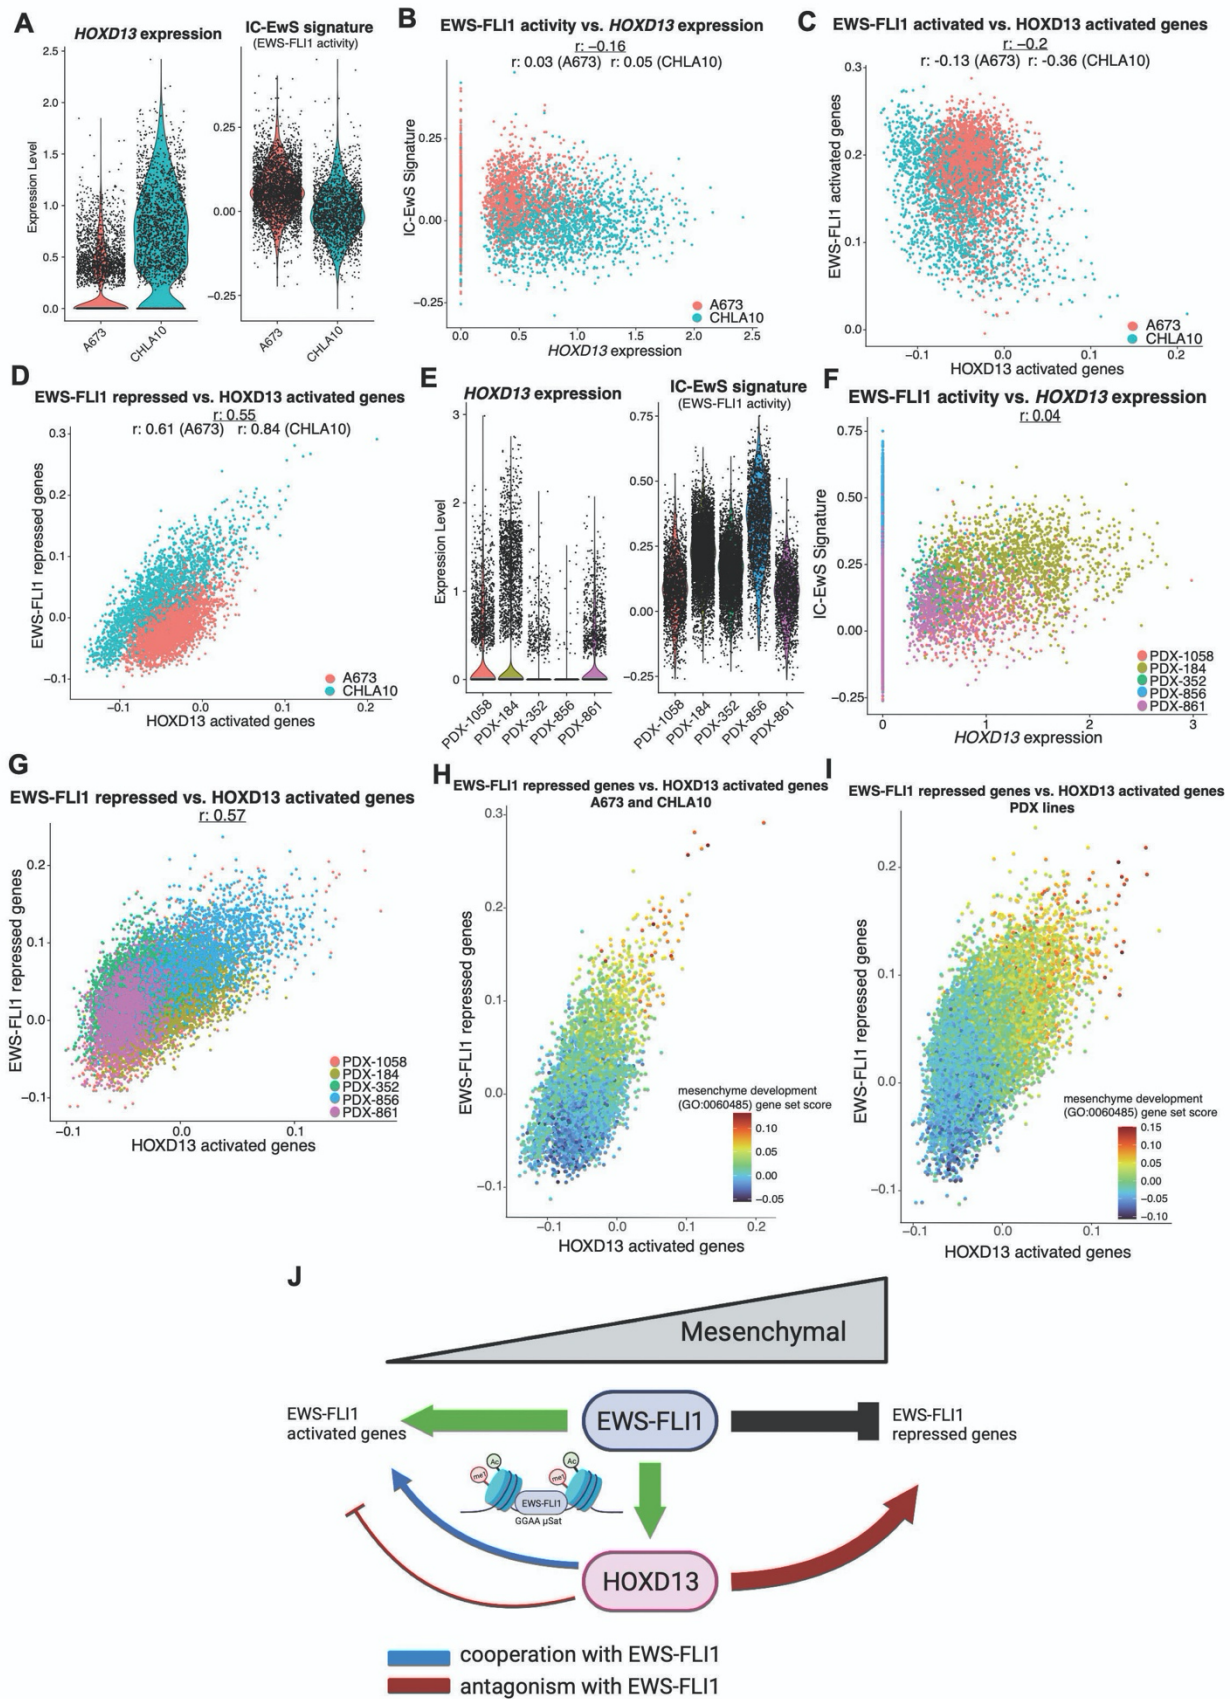 A
HOXD13 expression
Expression Level
2.5
2.0
1.5
1.0
0.5
0.0
A673
CHLA10
IC-EwS signature
(EWS-FLI1 activity)
0.25
0.00
−0.25
A673
CHLA10
B
EWS-FLI1 activity vs. HOXD13 expression
r: −0.16
r: 0.03 (A673) r: 0.05 (CHLA10)
IC-EwS Signature
0.25
0.00
−0.25
A673
CHLA10
0.0 0.5 1.0 1.5 2.0 2.5
HOXD13 expression
C
EWS-FLI1 activated vs. HOXD13 activated genes
r: −0.2
r: -0.13 (A673) r: -0.36 (CHLA10)
EWS-FLI1 activated genes
0.3
0.2
0.1
0.0
A673
CHLA10
−0.1 0.0 0.1 0.2
HOXD13 activated genes
D
EWS-FLI1 repressed vs. HOXD13 activated genes
r: 0.55
r: 0.61 (A673) r: 0.84 (CHLA10)
EWS-FLI1 repressed genes
0.3
0.2
0.1
0.0
−0.1
A673
CHLA10
−0.1 0.0 0.1 0.2
HOXD13 activated genes
E
HOXD13 expression
Expression Level
3
2
1
0
PDX-1058
PDX-184
PDX-352
PDX-856
PDX-861
IC-EwS signature
(EWS-FLI1 activity)
0.75
0.50
0.25
0.00
−0.25
PDX-1058
PDX-184
PDX-352
PDX-856
PDX-861
F
EWS-FLI1 activity vs. HOXD13 expression
r: 0.04
IC-EwS Signature
0.75
0.50
0.25
0.00
−0.25
PDX-1058
PDX-184
PDX-352
PDX-856
PDX-861
0 1 2 3
HOXD13 expression
G
EWS-FLI1 repressed vs. HOXD13 activated genes
r: 0.57
EWS-FLI1 repressed genes
0.2
0.1
0.0
−0.1
PDX-1058
PDX-184
PDX-352
PDX-856
PDX-861
−0.1 0.0 0.1
HOXD13 activated genes
H
EWS-FLI1 repressed genes vs. HOXD13 activated genes
A673 and CHLA10
EWS-FLI1 repressed genes
0.3
0.2
0.1
0.0
−0.1
mesenchyme development
(GO:0060485) gene set score
0.10
0.05
0.00
−0.05
−0.1 0.0 0.1 0.2
HOXD13 activated genes
I
EWS-FLI1 repressed genes vs. HOXD13 activated genes
PDX lines
EWS-FLI1 repressed genes
0.2
0.1
0.0
−0.1
mesenchyme development
(GO:0060485) gene set score
0.15
0.10
0.05
0.00
−0.05
−0.10
−0.1 0.0 0.1
HOXD13 activated genes
J
Mesenchymal
EWS-FLI1
activated genes
EWS-FLI1
EWS-FLI1
repressed genes
Ac
me1
Ac
me1
EWS-FLI1
GGAA µSat
HOXD13
cooperation with EWS-FLI1
antagonism with EWS-FLI1